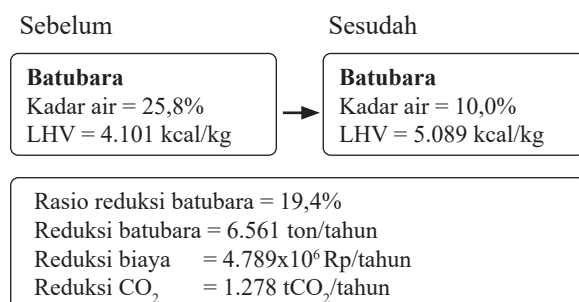 Sebelum
Sesudah
Batubara
Kadar air = 25,8%
LHV = 4.101 kcal/kg
Batubara
Kadar air = 10,0%
LHV = 5.089 kcal/kg
Rasio reduksi batubara = 19,4%
Reduksi batubara = 6.561 ton/tahun
Reduksi biaya = 4.789x10⁶ Rp/tahun
Reduksi CO₂ = 1.278 tCO₂/tahun